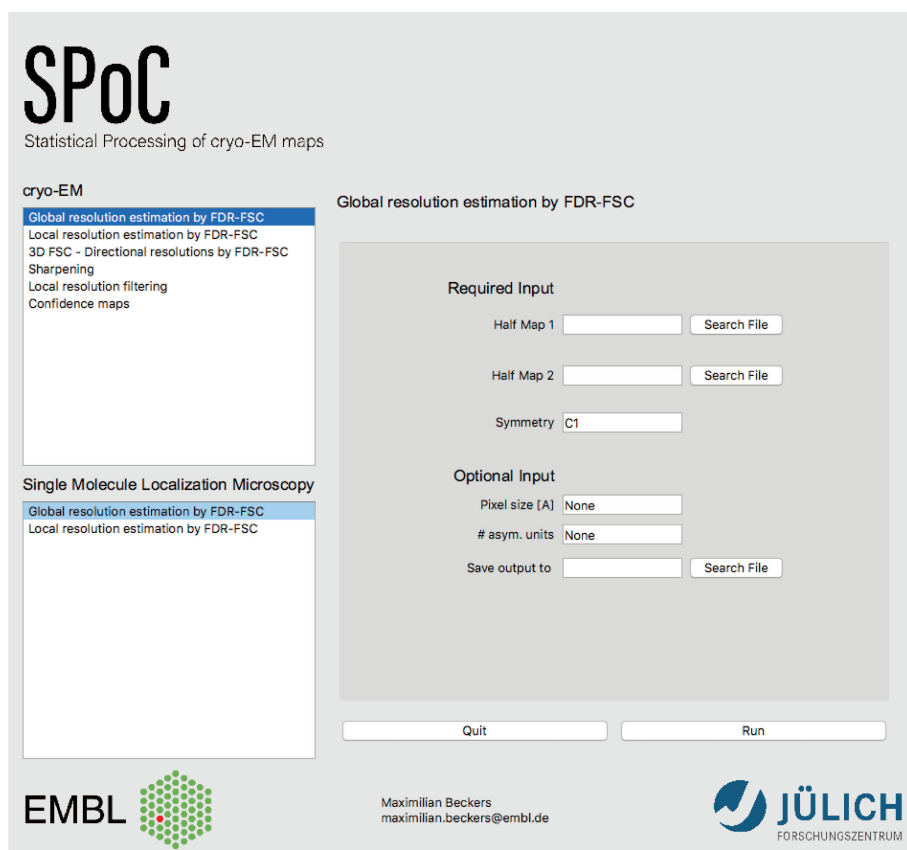 SPoC
Statistical Processing of cryo-EM maps
cryo-EM
Global resolution estimation by FDR-FSC
Local resolution estimation by FDR-FSC
3D FSC - Directional resolutions by FDR-FSC
Sharpening
Local resolution filtering
Confidence maps
Single Molecule Localization Microscopy
Global resolution estimation by FDR-FSC
Local resolution estimation by FDR-FSC
Global resolution estimation by FDR-FSC
Required Input
Half Map 1 Search File
Half Map 2 Search File
Symmetry C1
Optional Input
Pixel size [A] None
# asym. units None
Save output to Search File
Quit Run
EMBL
Maximilian Beckers
maximilian.beckers@embl.de
JÜLICH
FORSCHUNGSZENTRUM